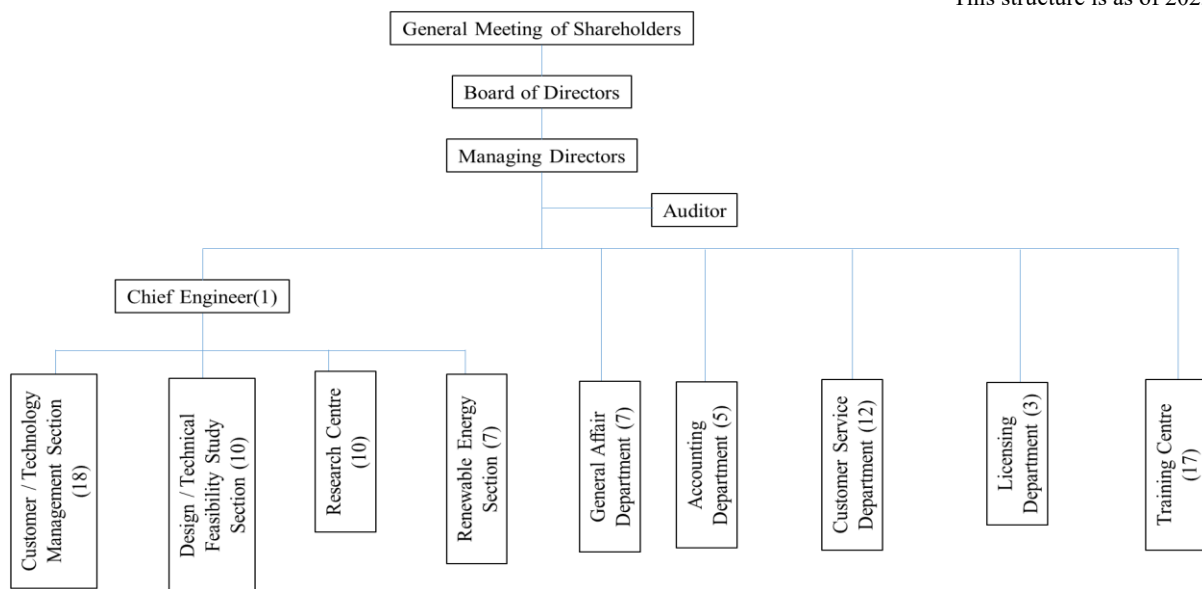 This structure is as of 202
General Meeting of Shareholders
Board of Directors
Managing Directors
Auditor
Chief Engineer(1)
Customer / Technology
Management Section
(18)
Design / Technical
Feasibility Study
Section (10)
Research Centre
(10)
Renewable Energy
Section (7)
General Affair
Department (7)
Accounting
Department (5)
Customer Service
Department (12)
Licensing
Department (3)
Training Centre
(17)